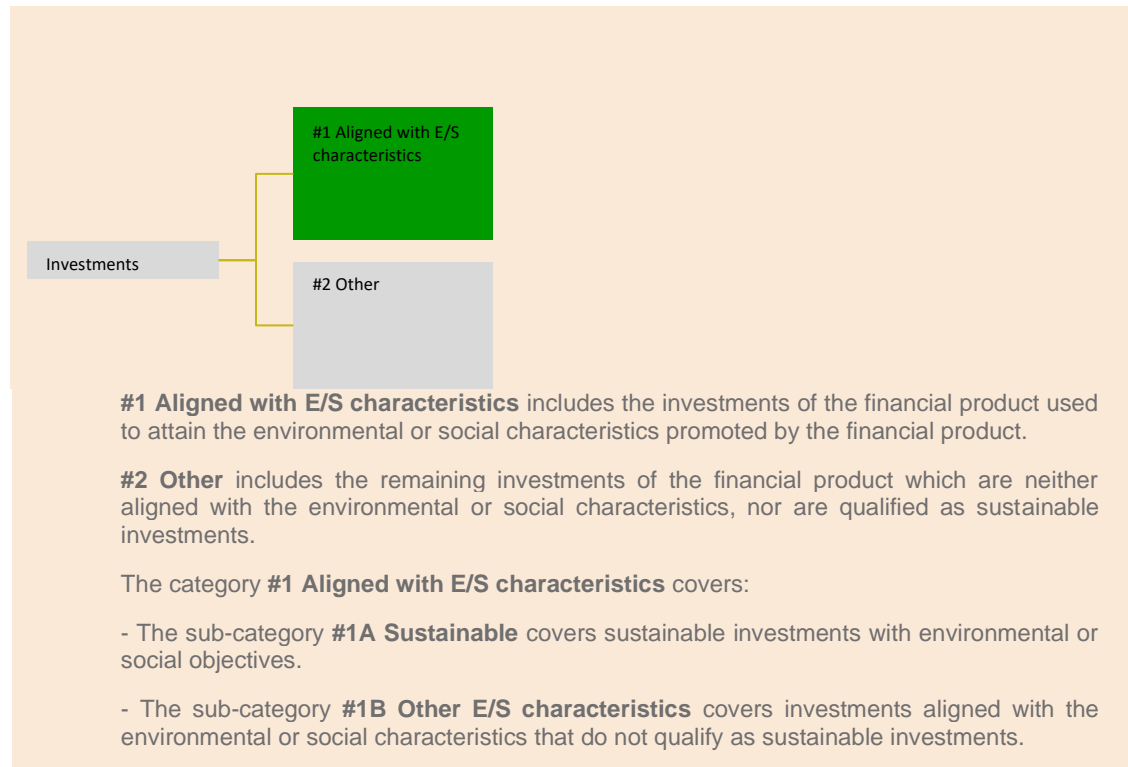 #1 Aligned with E/S
characteristics
Investments
#2 Other
#1 Aligned with E/S characteristics includes the investments of the financial product used
to attain the environmental or social characteristics promoted by the financial product.
#2 Other includes the remaining investments of the financial product which are neither
aligned with the environmental or social characteristics, nor are qualified as sustainable
investments.
The category #1 Aligned with E/S characteristics covers:
- The sub-category #1A Sustainable covers sustainable investments with environmental or
social objectives.
- The sub-category #1B Other E/S characteristics covers investments aligned with the
environmental or social characteristics that do not qualify as sustainable investments.